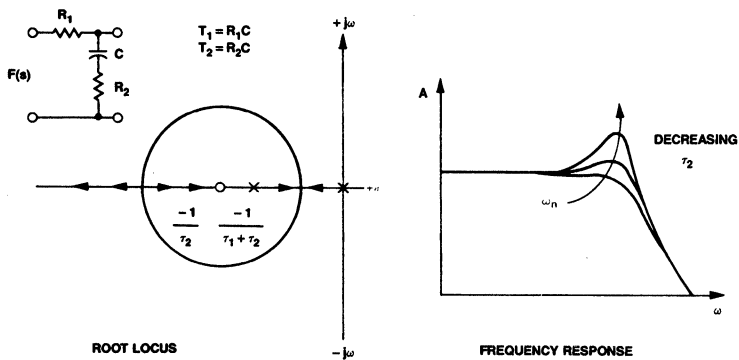 R1
C
F(s)
R2
T1 = R1C
T2 = R2C
+jω
-1
τ2
-1
τ1 + τ2
-jω
ROOT LOCUS
A
DECREASING
τ2
ωn
ω
FREQUENCY RESPONSE